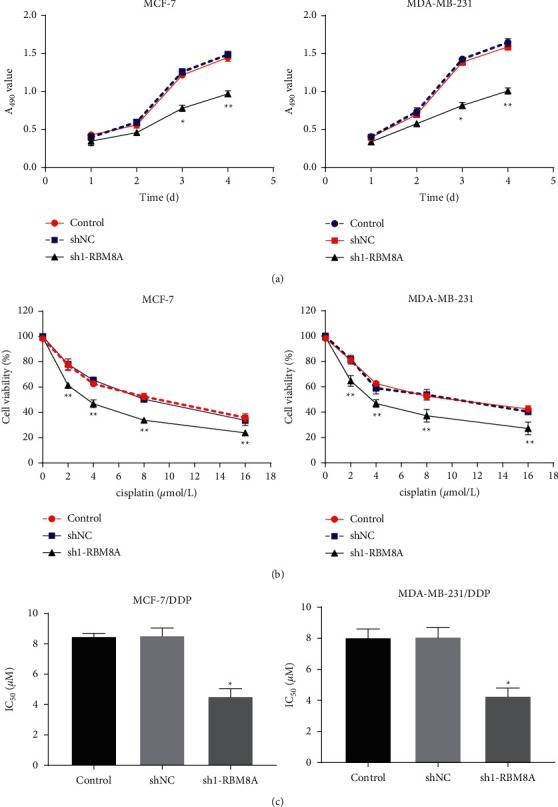 MCF-7
MDA-MB-231
A490 value
2.0
1.5
1.0
0.5
0.0
0 1 2 3 4 5
Time (d)
* **
Control
shNC
sh1-RBM8A
A490 value
2.0
1.5
1.0
0.5
0.0
0 1 2 3 4 5
Time (d)
* **
Control
shNC
sh1-RBM8A
(a)
MCF-7
Cell viability (%)
120
100
80
60
40
20
0
0 2 4 6 8 10 12 14 16 18
cisplatin (µmol/L)
** ** ** **
Control
shNC
sh1-RBM8A
MDA-MB-231
Cell viability (%)
120
100
80
60
40
20
0
0 2 4 6 8 10 12 14 16 18
cisplatin (µmol/L)
** ** ** **
Control
shNC
sh1-RBM8A
(b)
MCF-7/DDP
IC50 (µM)
10
8
6
4
2
0
*
Control shNC sh1-RBM8A
MDA-MB-231/DDP
IC50 (µM)
10
8
6
4
2
0
*
Control shNC sh1-RBM8A
(c)